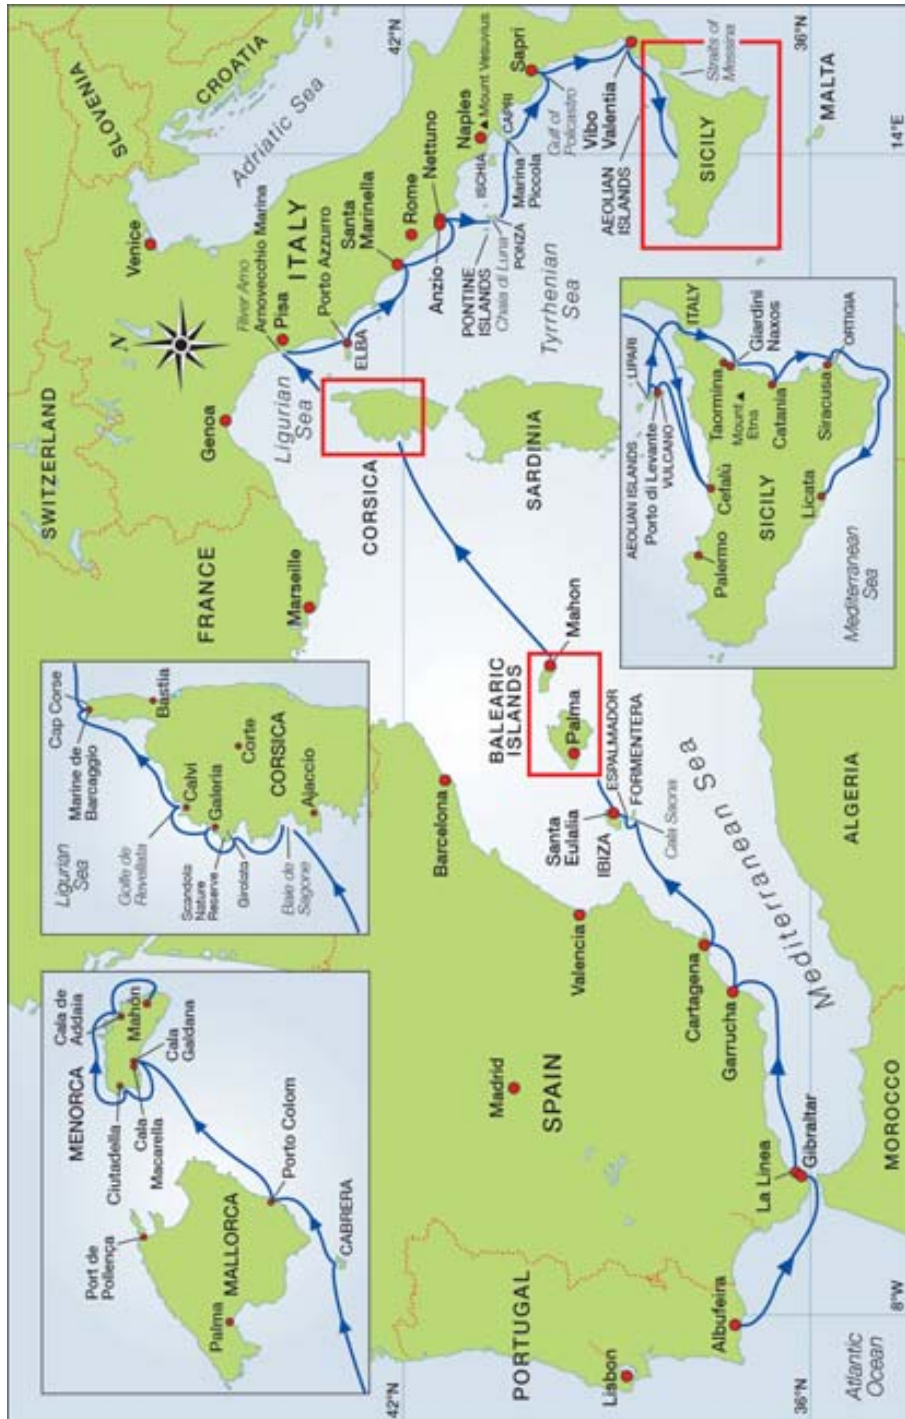 42°N
36°N
14°E
SLOVENIA
CROATIA
Adriatic Sea
SWITZERLAND
Venice
N
Genoa
Ligurian
Sea
River Arno
Arnovecchio Marina
Pisa
ITALY
Porto Azzurro
ELBA
Santa
Marinella
Rome
Nettuno
Anzio
Naples
Mount Vesuvius
ISCHIA
CAPRI
Marina
Piccola
Sapri
Gulf of
Policastro
Vibo
Valentia
Straits of
Messina
MALTA
PONTINE
ISLANDS
Chaia di Luna
PONZA
Tyrrhenian
Sea
AEOLIAN
ISLANDS
SICILY
CORSICA
SARDINIA
FRANCE
Marseille
BALEARIC
ISLANDS
Mahon
Palma
Barcelona
Santa
Eulalia
IBIZA
ESPALMADOR
FORMENTERA
Cala Saona
Valencia
Mediterranean Sea
ALGERIA
Cartagena
Garrucha
Madrid
SPAIN
La Linea
Gibraltar
MOROCCO
PORTUGAL
Lisbon
Albufeira
Atlantic
Ocean
42°N
36°N
8°W
MENORCA
Cala de
Addaia
Mahón
Cala
Galdana
Ciutadella
Cala
Macarella
Port de
Pollença
MALLORCA
Palma
Porto Colom
CABRERA
Ligurian
Sea
Cap Corse
Marine de
Barcaggio
Bastia
Golfe de
Revellata
Calvi
Galeria
Corte
Scandola
Nature
Reserve
Girolata
CORSICA
Baie de
Sagone
Ajaccio
AEOLIAN ISLANDS
LIPARI
Porto di Levante
VULCANO
ITALY
Palermo
Cefalú
Taormina
Giardini
Naxos
Mount
Etna
SICILY
Catania
Licata
Siracusa
ORTIGIA
Mediterranean
Sea